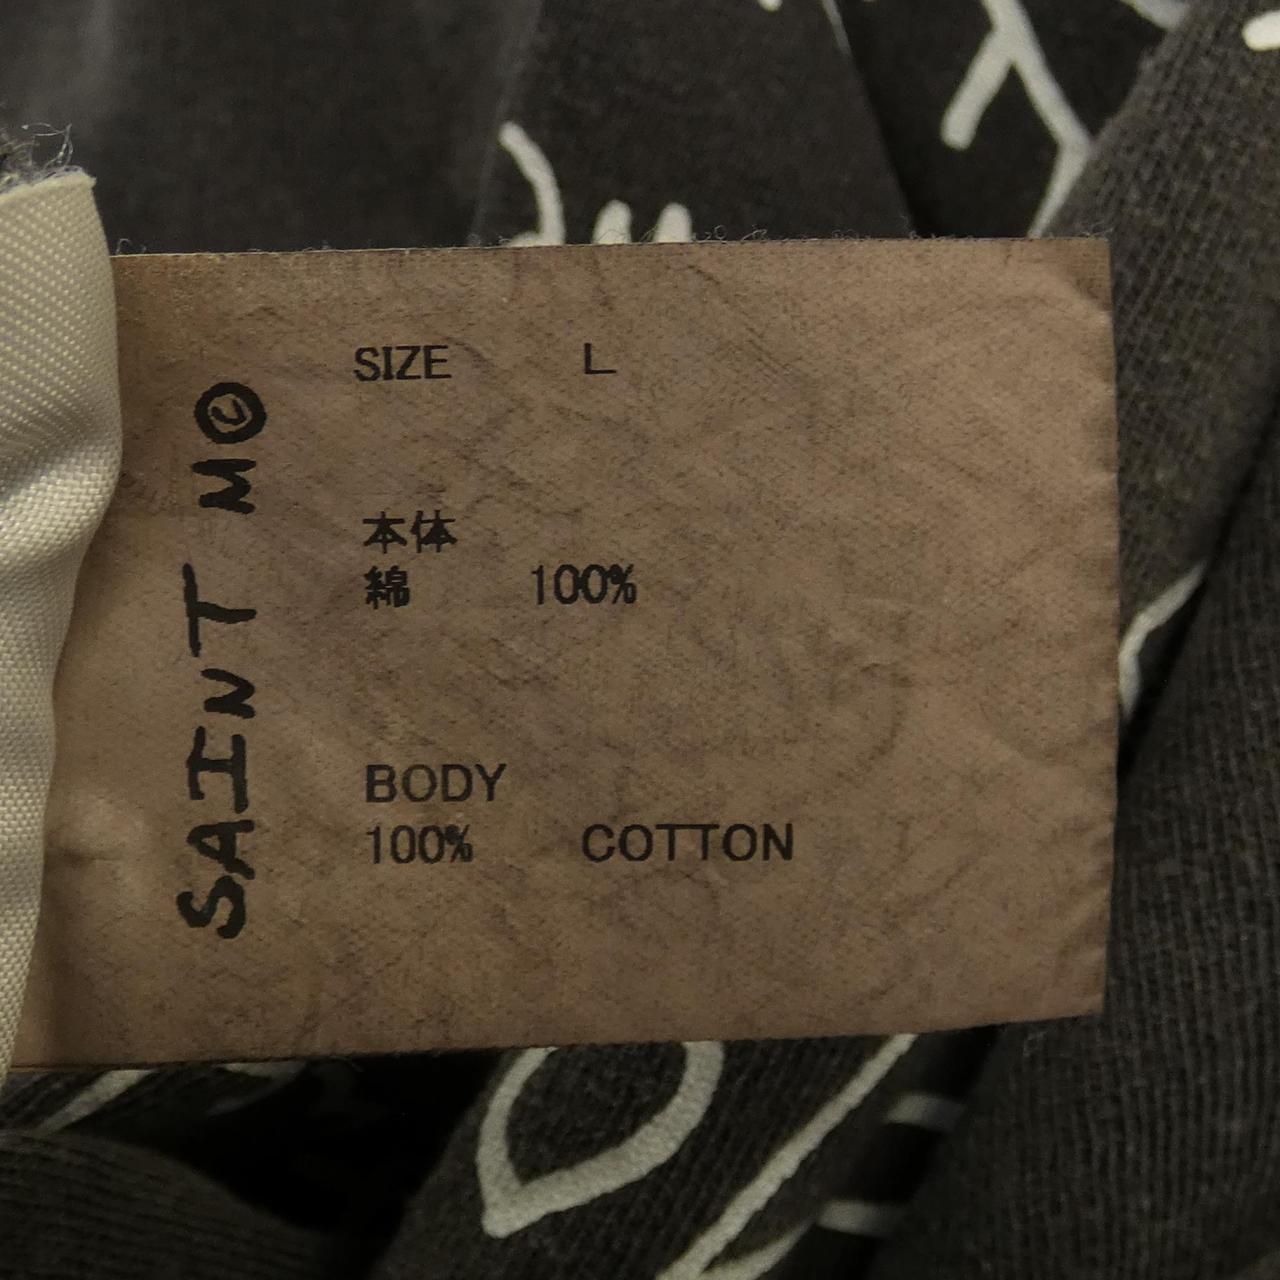 SAINT M©
SIZE L
本体
綿 100%
BODY
100% COTTON